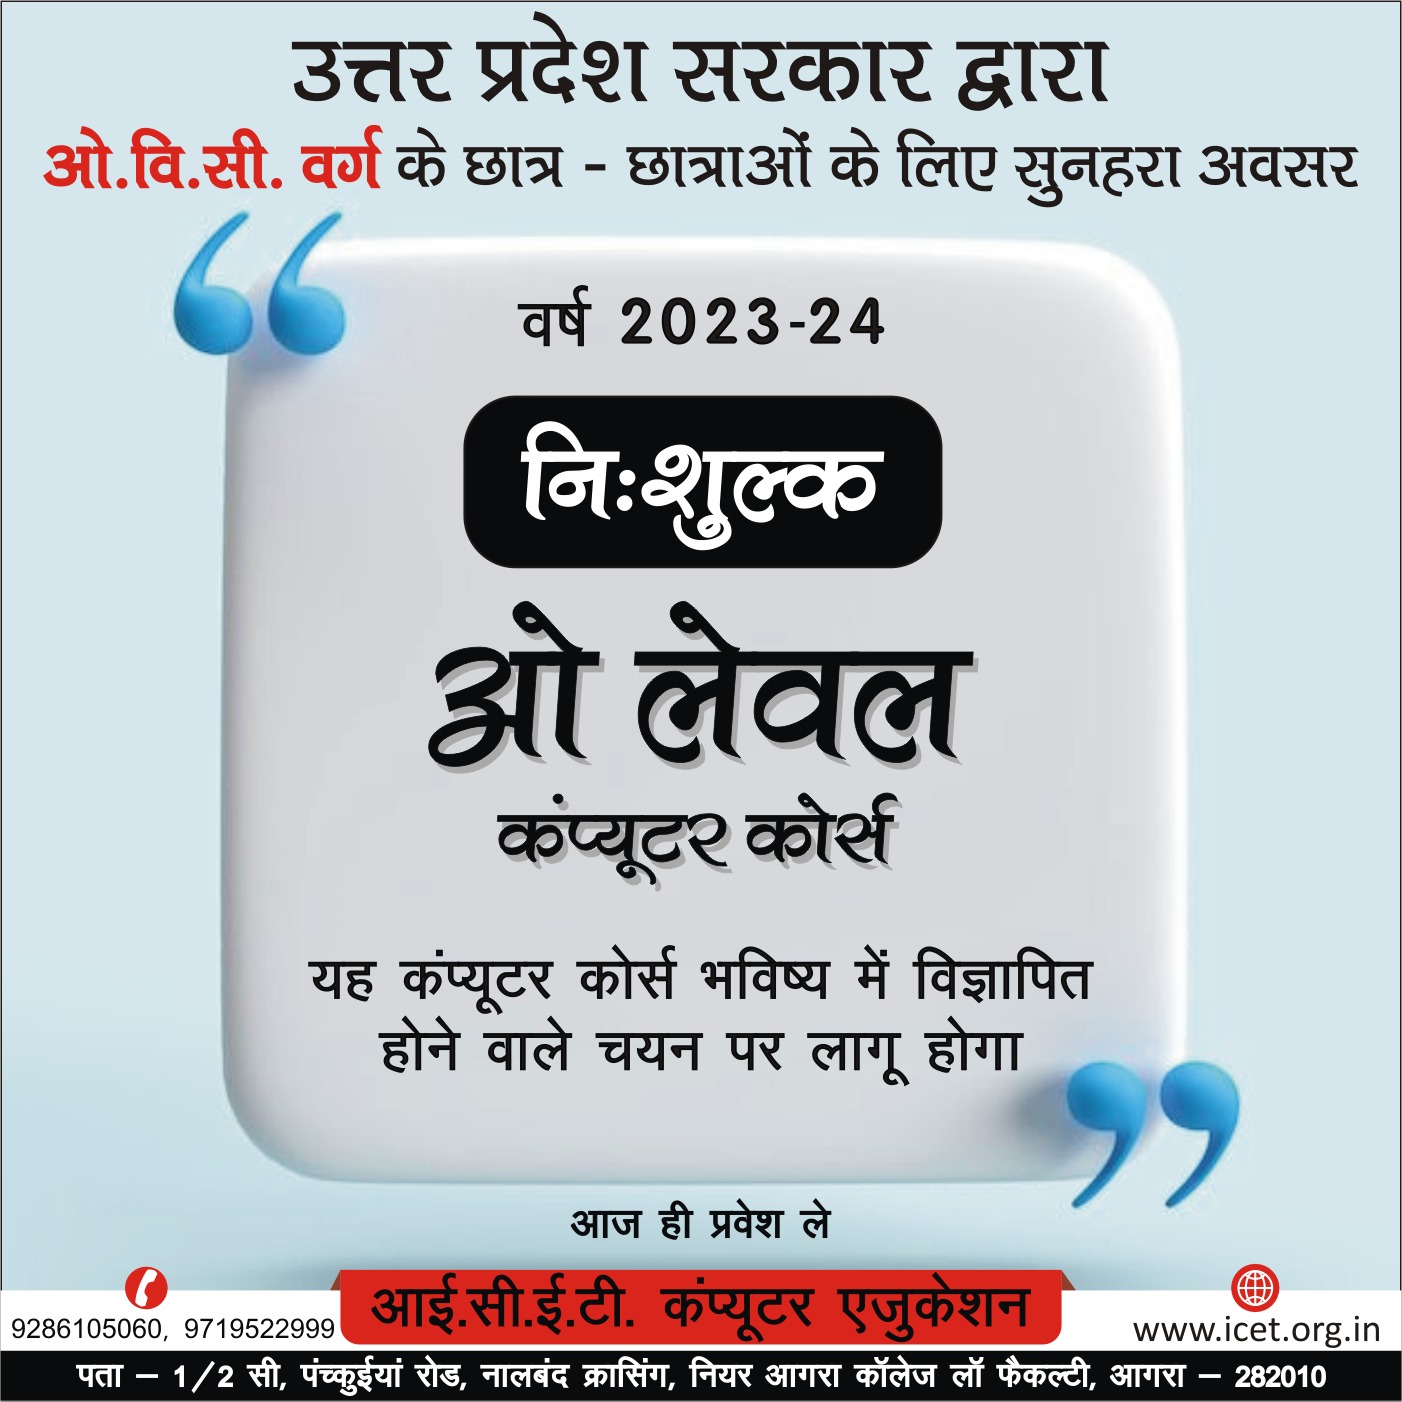 उत्तर प्रदेश सरकार द्वारा
ओ.वि.सी. वर्ग के छात्र - छात्राओं के लिए सुनहरा अवसर
वर्ष 2023-24
निःशुल्क
ओ लेवल
कंप्यूटर कोर्स
यह कंप्यूटर कोर्स भविष्य में विज्ञापित
होने वाले चयन पर लागू होगा
आज ही प्रवेश ले
आई.सी.ई.टी. कंप्यूटर एजुकेशन
9286105060, 9719522999
www.icet.org.in
पता – 1/2 सी, पंच्कुईयां रोड, नालबंद क्रासिंग, नियर आगरा कॉलेज लॉ फैकल्टी, आगरा – 282010